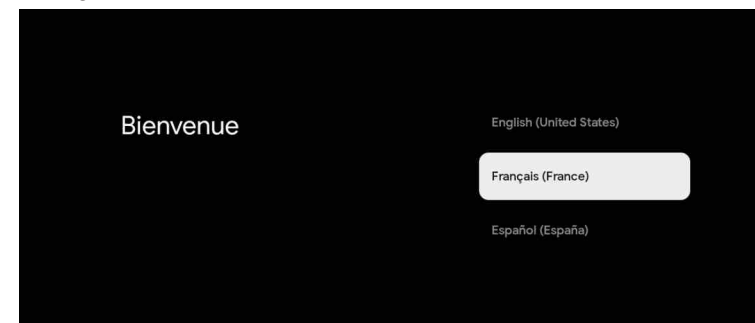 Bienvenue
English (United States)
Français (France)
Español (España)